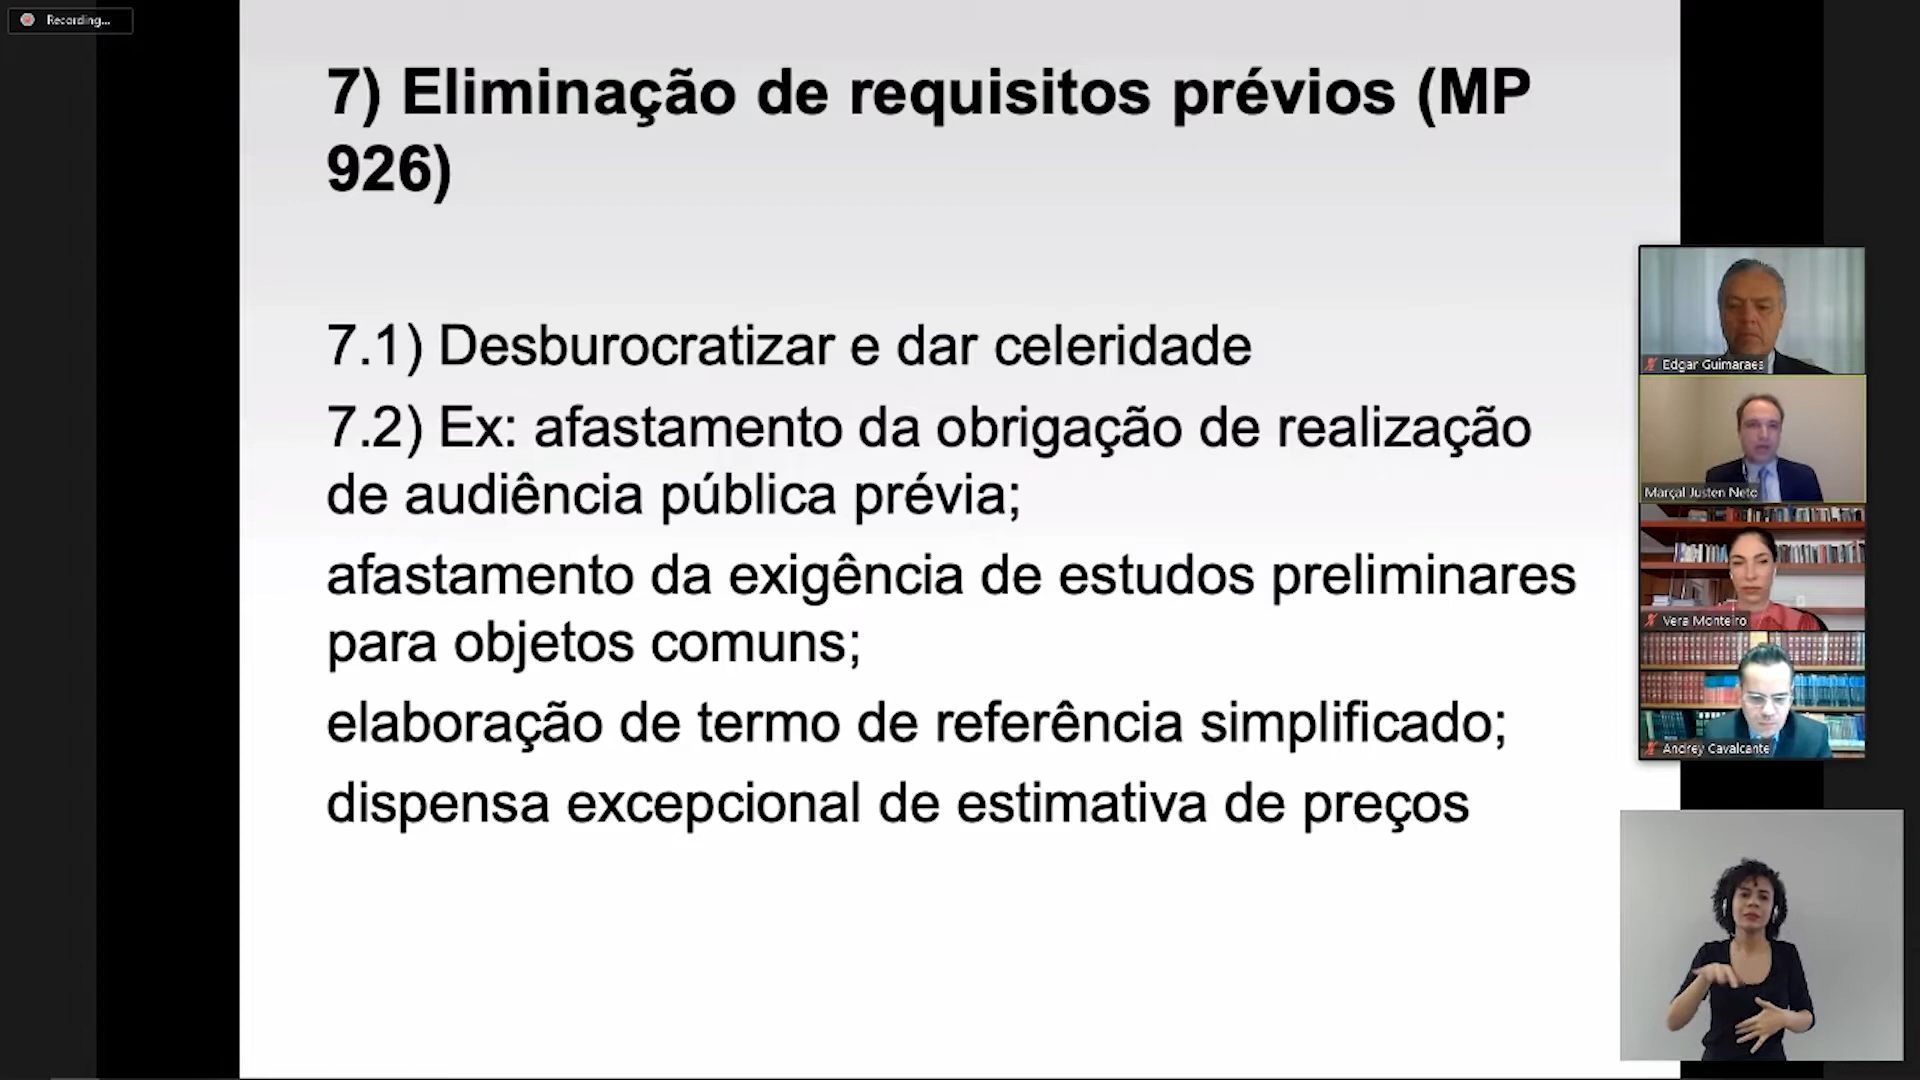 Recording...
7) Eliminação de requisitos prévios (MP
926)
7.1) Desburocratizar e dar celeridade
7.2) Ex: afastamento da obrigação de realização
de audiência pública prévia;
afastamento da exigência de estudos preliminares
para objetos comuns;
elaboração de termo de referência simplificado;
dispensa excepcional de estimativa de preços
Edgar Guimaraes
Marçal Justen Neto
Vera Monteiro
Andrey Cavalcante